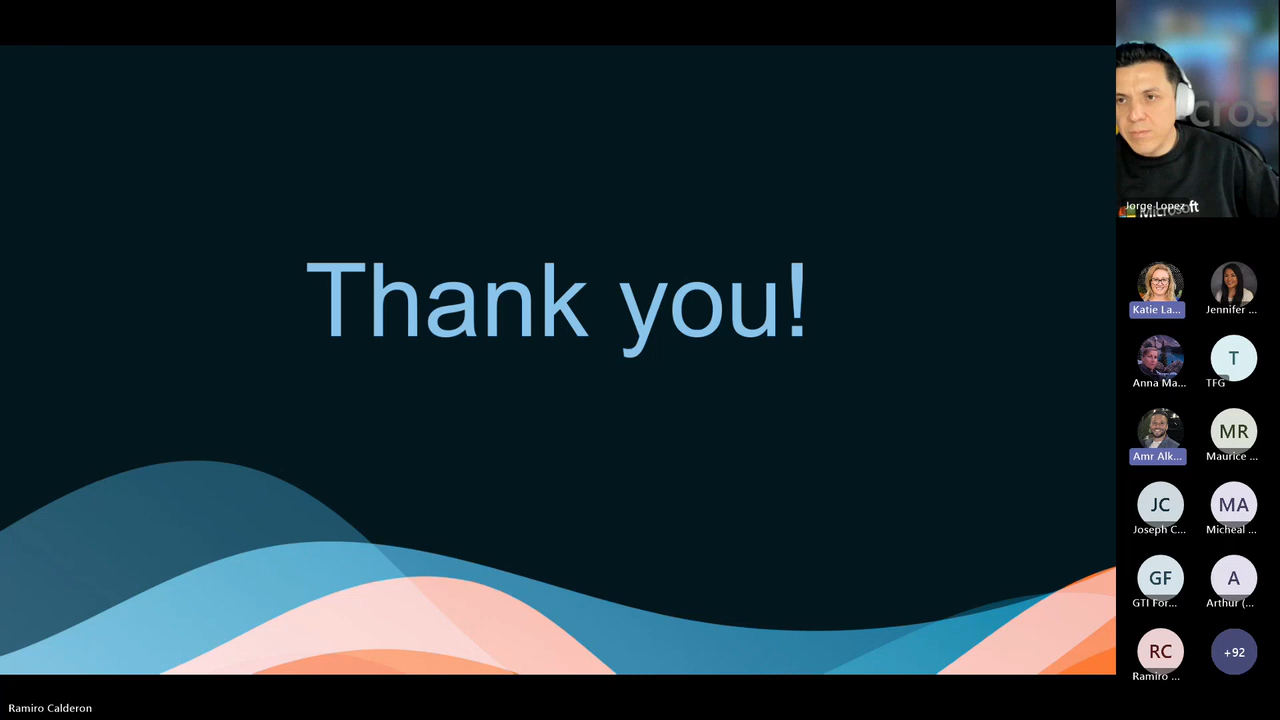 Thank you!
Jorge Lopez
Microsoft
Katie La...
Jennifer ...
Anna Ma...
T
TFG
Amr Alk...
MR
Maurice ...
JC
Joseph C...
MA
Micheal ...
GF
GTI For...
A
Arthur (...
RC
Ramiro ...
+92
Ramiro Calderon